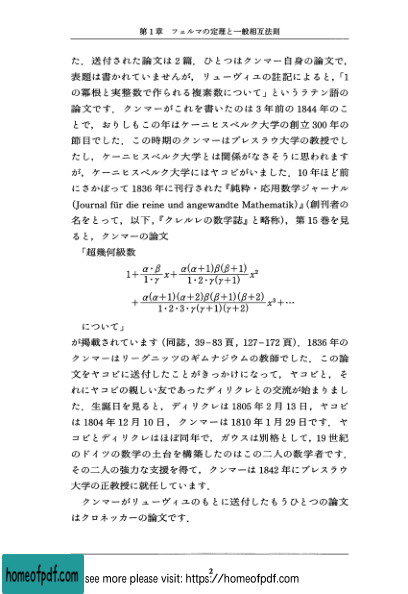 第1章　フェルマの定理と一般相互法則
た．送付された論文は2篇．ひとつはクンマー自身の論文で，
表題は書かれていませんが，リューヴィユの註記によると，「1
の冪根と実整数で作られる複素数について」というラテン語の
論文です．クンマーがこれを書いたのは3年前の1844年のこ
とで，おりしもこの年はケーニヒスベルク大学の創立300年の
節目でした．この時期のクンマーはブレスラウ大学の教授でし
たし，ケーニヒスベルク大学とは関係がなさそうに思われます
が，ケーニヒスベルク大学にはヤコビがいました．10年ほど前
にさかぼって1836年に刊行された『純粋・応用数学ジャーナル
(Journal für die reine und angewandte Mathematik)』(創刊者の
名をとって，以下，『クレルレの数学誌』と略称)，第15巻を見
ると，クンマーの論文
「超幾何級数
1 + α·β/1·γ x + α(α+1)β(β+1)/1·2·γ(γ+1) x²
+ α(α+1)(α+2)β(β+1)(β+2)/1·2·3·γ(γ+1)(γ+2) x³+⋯
について」
が掲載されています(同誌，39-83頁，127-172頁)．1836年の
クンマーはリーグニッツのギムナジウムの教師でした．この論
文をヤコビに送付したことがきっかけになって，ヤコビと，そ
れにヤコビの親しい友であったディリクレとの交流が始まりまし
た．生誕日を見ると，ディリクレは1805年2月13日，ヤコビ
は1804年12月10日，クンマーは1810年1月29日です．ヤ
コビとディリクレはほぼ同年で，ガウスは別格として，19世紀
のドイツの数学の土台を構築したのはこの二人の数学者です．
その二人の強力な支援を得て，クンマーは1842年にブレスラウ
大学の正教授に就任しています．
クンマーがリューヴィユのもとに送付したもうひとつの論文
はクロネッカーの論文です．
2
homeofpdf.com
see more please visit: https://homeofpdf.com